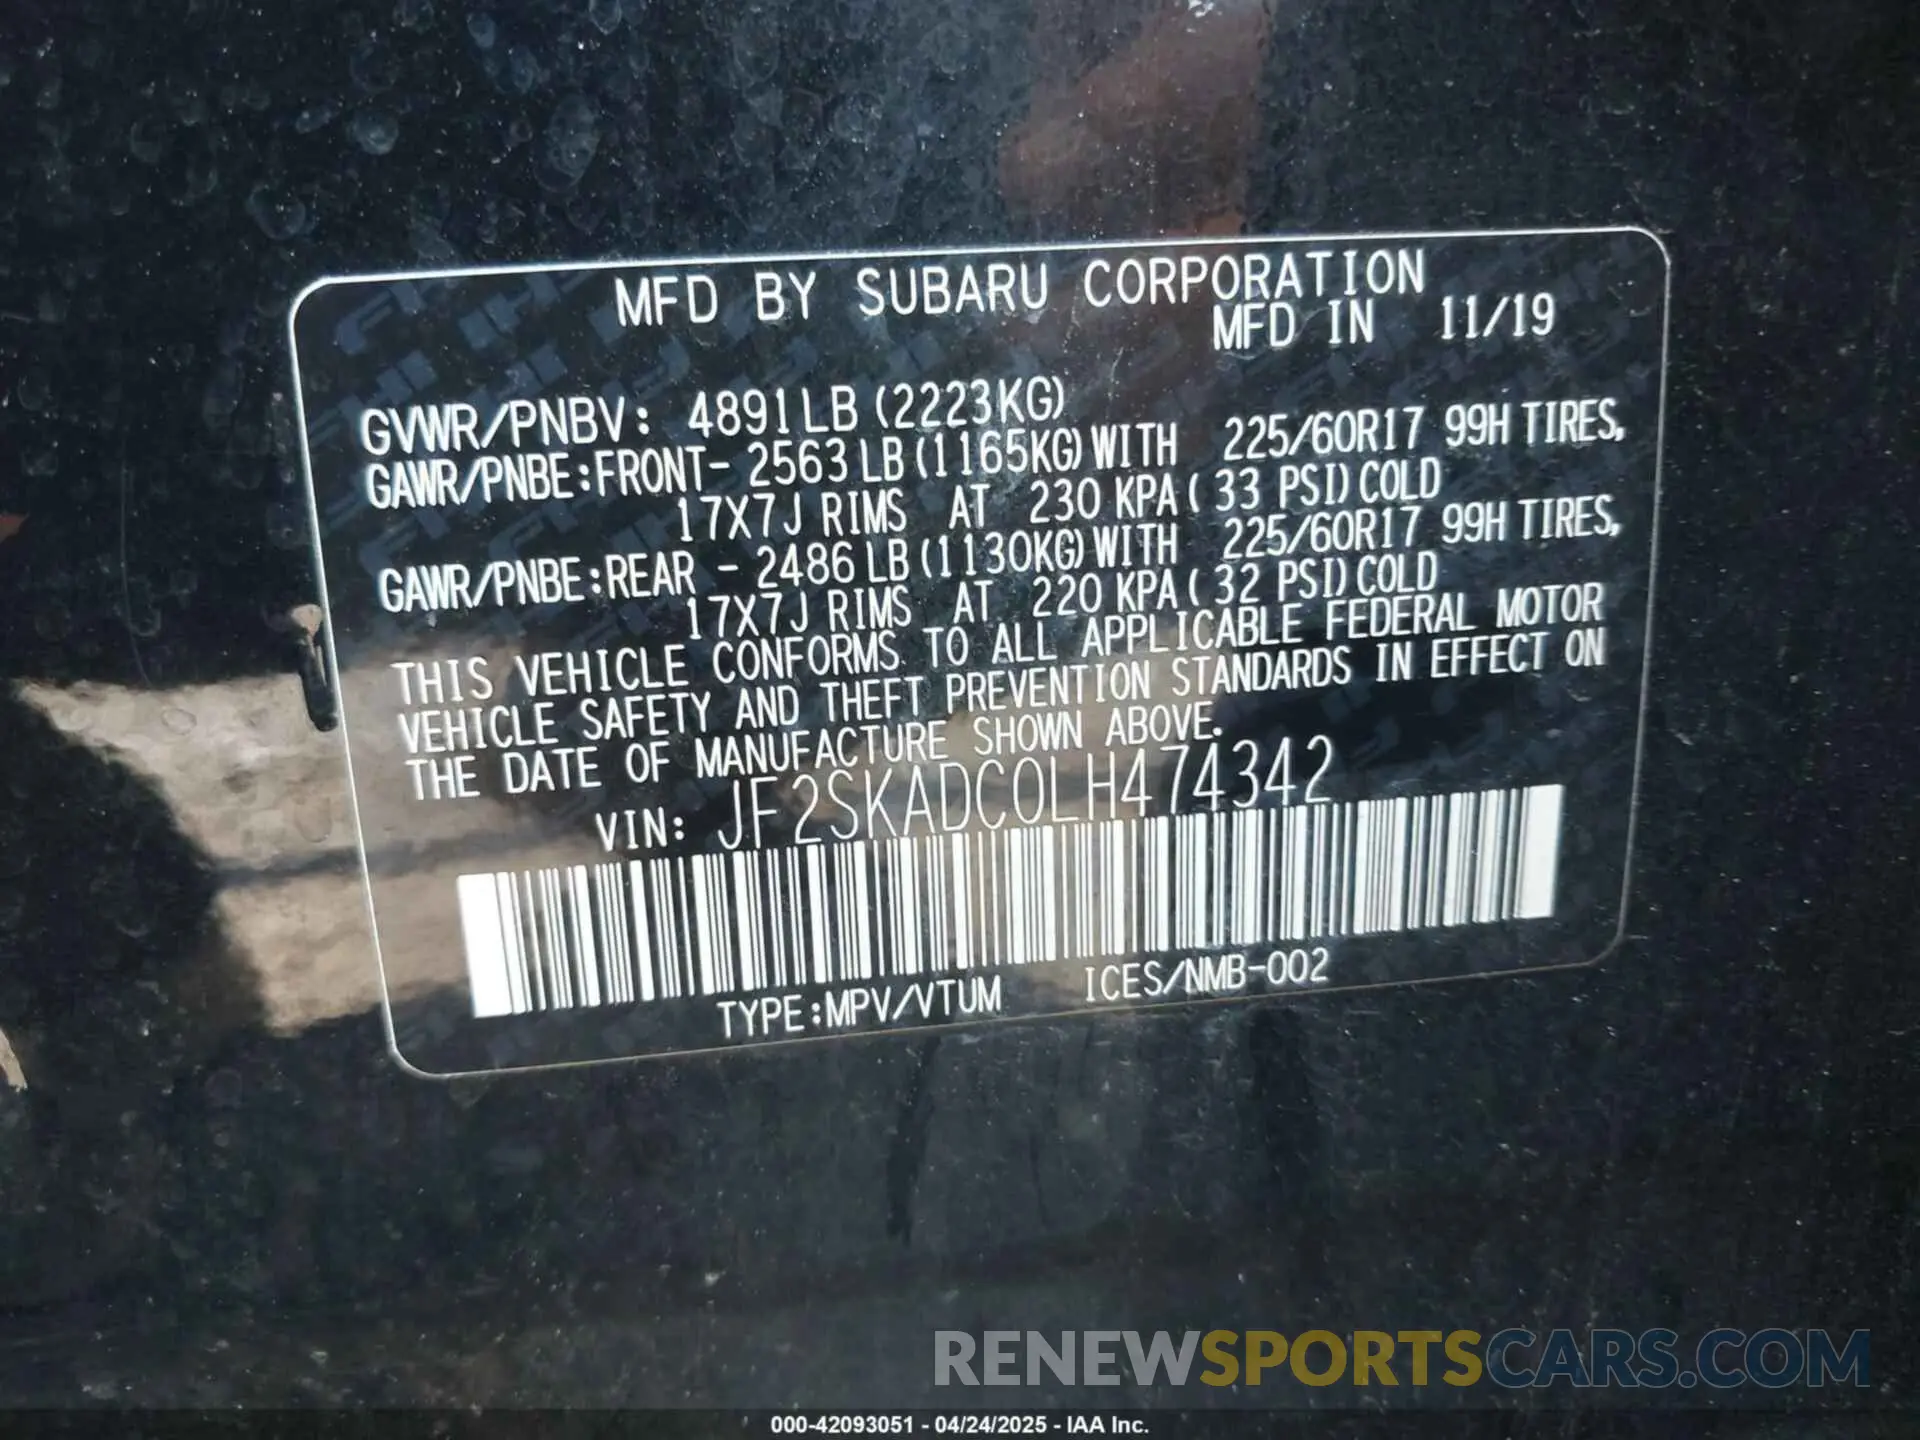 MFD BY SUBARU CORPORATION
MFD IN 11/19
GVWR/PNBV: 4891LB (2223KG)
GAWR/PNBE:FRONT- 2563 LB (1165KG) WITH 225/60R17 99H TIRES,
17X7J RIMS AT 230 KPA ( 33 PSI) COLD
GAWR/PNBE:REAR - 2486 LB (1130KG) WITH 225/60R17 99H TIRES,
17X7J RIMS AT 220 KPA ( 32 PSI) COLD
THIS VEHICLE CONFORMS TO ALL APPLICABLE FEDERAL MOTOR
VEHICLE SAFETY AND THEFT PREVENTION STANDARDS IN EFFECT ON
THE DATE OF MANUFACTURE SHOWN ABOVE.
VIN: JF2SKADC0LH474342
TYPE:MPV/VTUM ICES/NMB-002
RENEWSPORTSCARS.COM
000-42093051 - 04/24/2025 - IAA Inc.